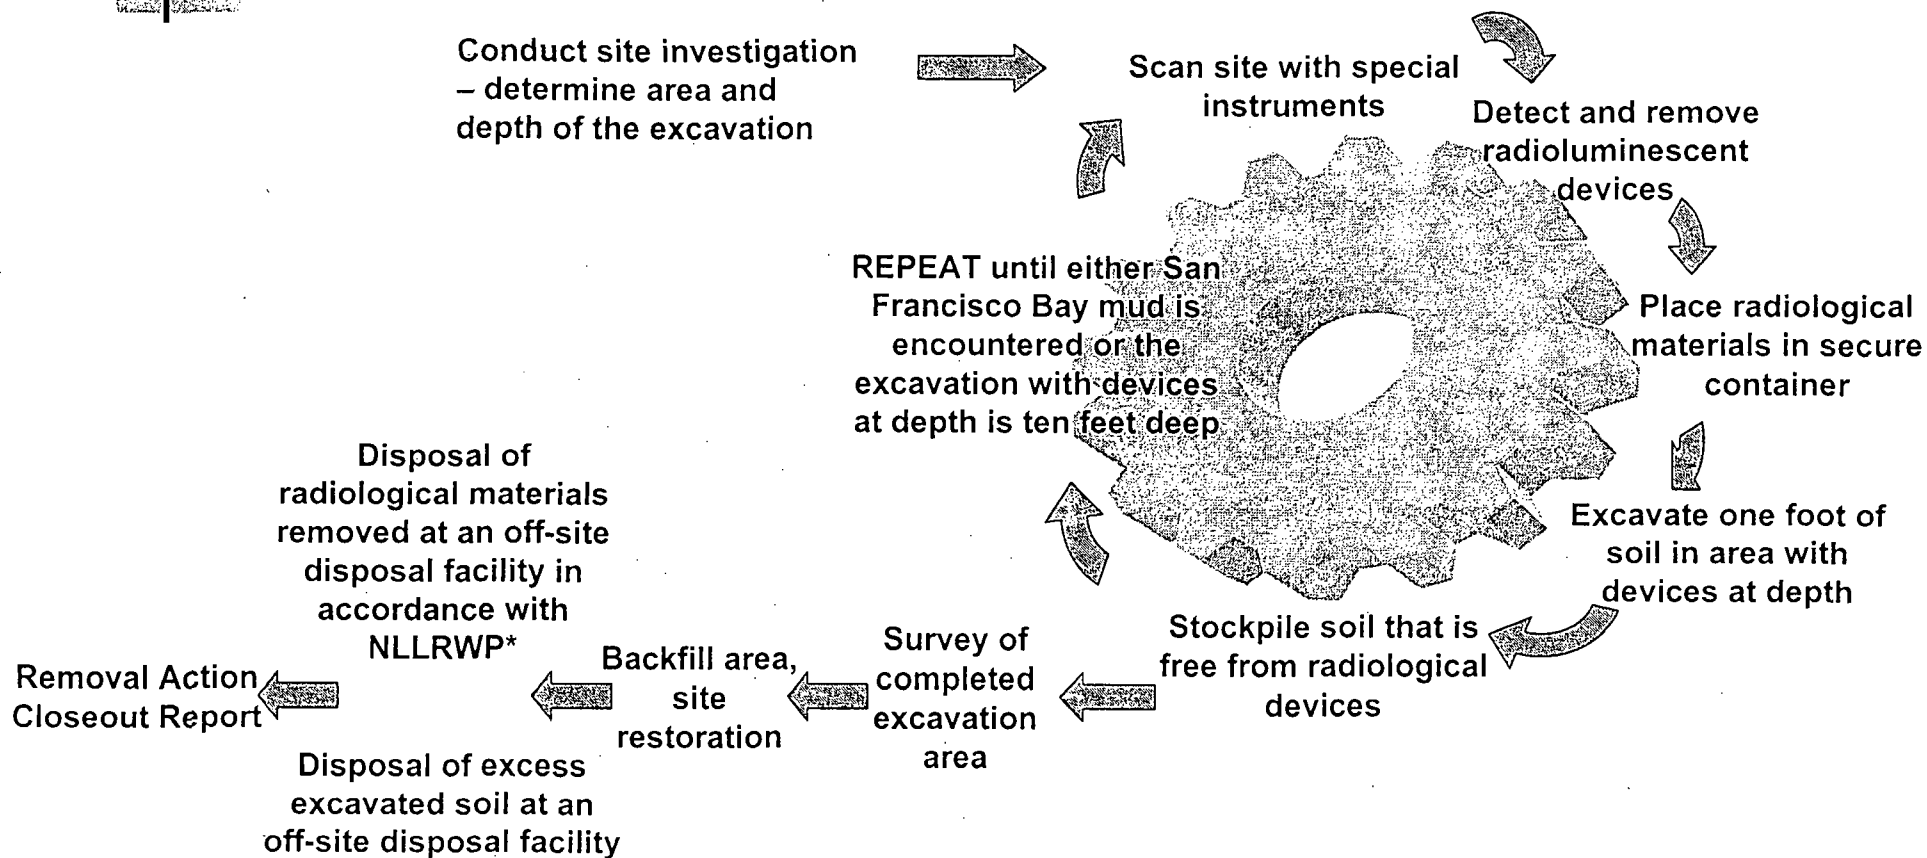 Conduct site investigation
– determine area and
depth of the excavation
Scan site with special
instruments
Detect and remove
radioluminescent
devices
Place radiological
materials in secure
container
Excavate one foot of
soil in area with
devices at depth
Stockpile soil that is
free from radiological
devices
REPEAT until either San
Francisco Bay mud is
encountered or the
excavation with devices
at depth is ten feet deep
Survey of
completed
excavation
area
Backfill area,
site
restoration
Disposal of
radiological materials
removed at an off-site
disposal facility in
accordance with
NLLRWP*
Disposal of excess
excavated soil at an
off-site disposal facility
Removal Action
Closeout Report